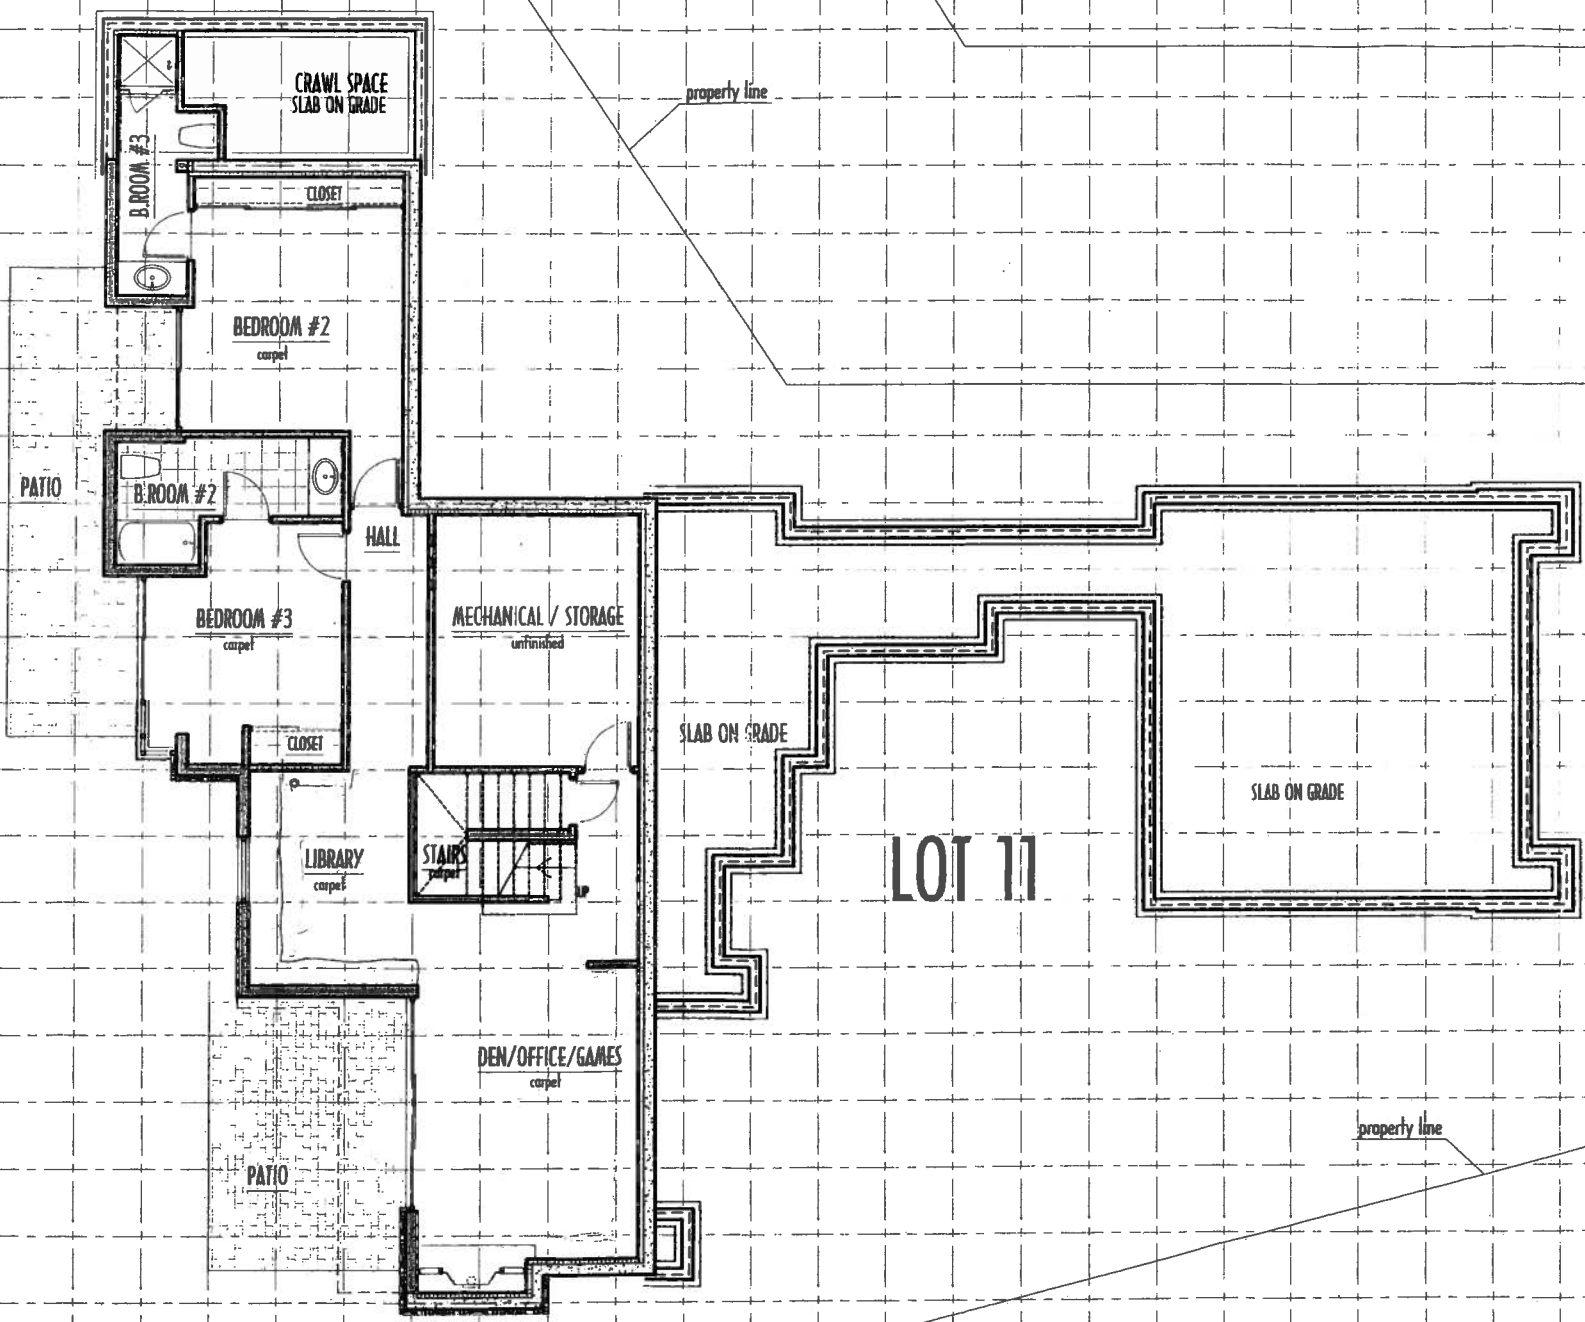 CRAWL SPACE
SLAB ON GRADE
property line
B.ROOM #3
CLOSET
BEDROOM #2
carpet
PATIO
B.ROOM #2
HALL
BEDROOM #3
carpet
MECHANICAL / STORAGE
unfinished
SLAB ON GRADE
CLOSET
SLAB ON GRADE
LIBRARY
carpet
STAIRS
carpet
UP
LOT 11
DEN/OFFICE/GAMES
carpet
property line
PATIO